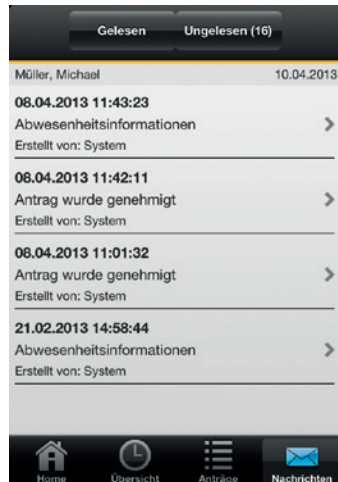 Gelesen Ungelesen (16)
Müller, Michael 10.04.2013
08.04.2013 11:43:23
Abwesenheitsinformationen
Erstellt von: System
08.04.2013 11:42:11
Antrag wurde genehmigt
Erstellt von: System
08.04.2013 11:01:32
Antrag wurde genehmigt
Erstellt von: System
21.02.2013 14:58:44
Abwesenheitsinformationen
Erstellt von: System
Home Übersicht Anträge Nachrichten